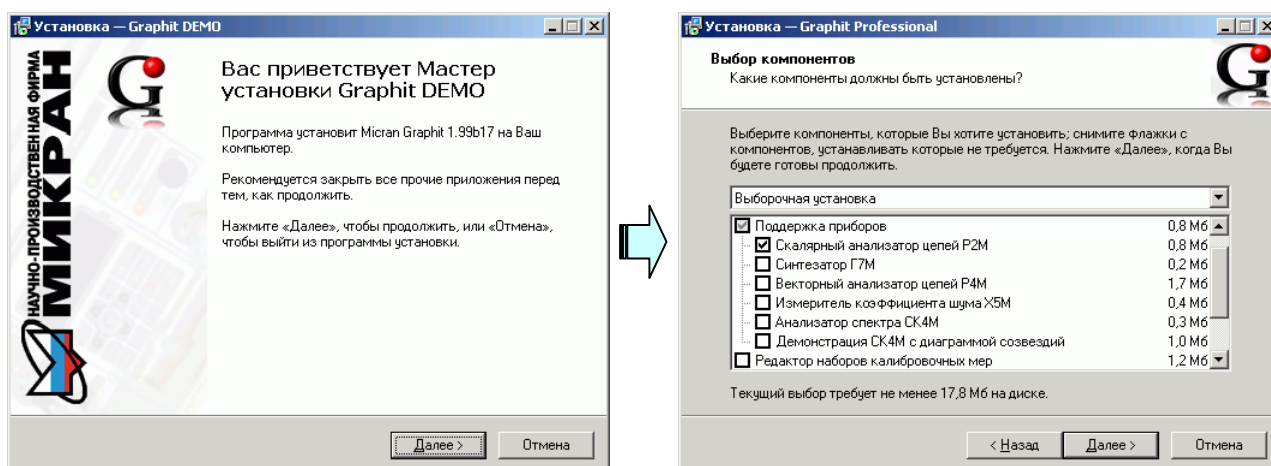 Установка — Graphit DEMO
НАУЧНО-ПРОИЗВОДСТВЕННАЯ ФИРМА
МИКРАН
Вас приветствует Мастер
установки Graphit DEMO
Программа установит Micran Graphit 1.99b17 на Ваш
компьютер.
Рекомендуется закрыть все прочие приложения перед
тем, как продолжить.
Нажмите «Далее», чтобы продолжить, или «Отмена»,
чтобы выйти из программы установки.
Далее >
Отмена
Установка — Graphit Professional
Выбор компонентов
Какие компоненты должны быть установлены?
Выберите компоненты, которые Вы хотите установить; снимите флажки с
компонентов, устанавливать которые не требуется. Нажмите «Далее», когда Вы
будете готовы продолжить.
Выборочная установка
Поддержка приборов 0,8 Мб
Скалярный анализатор цепей Р2М 0,8 Мб
Синтезатор Г7М 0,2 Мб
Векторный анализатор цепей Р4М 1,7 Мб
Измеритель коэффициента шума Х5М 0,4 Мб
Анализатор спектра СК4М 0,3 Мб
Демонстрация СК4М с диаграммой созвездий 1,0 Мб
Редактор наборов калибровочных мер 1,2 Мб
Текущий выбор требует не менее 17,8 Мб на диске.
< Назад
Далее >
Отмена